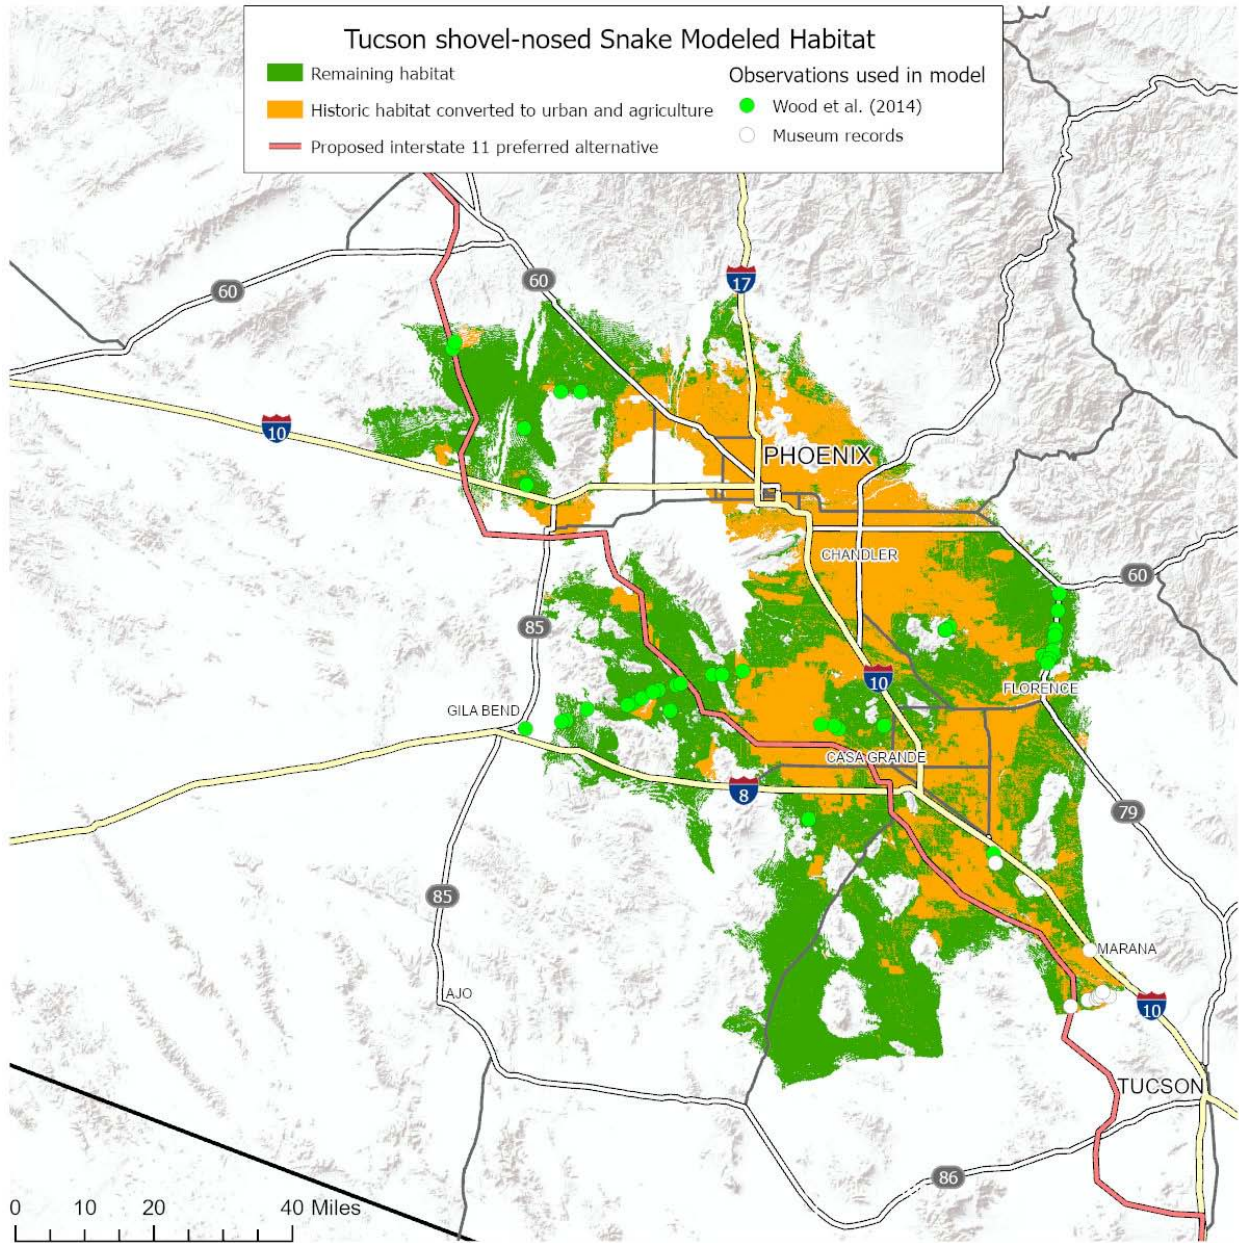 Tucson shovel-nosed Snake Modeled Habitat
Remaining habitat
Historic habitat converted to urban and agriculture
Proposed interstate 11 preferred alternative
Observations used in model
Wood et al. (2014)
Museum records
17
60
60
10
PHOENIX
CHANDLER
60
85
10
FLORENCE
GILA BEND
CASA GRANDE
8
79
85
MARANA
AJO
10
TUCSON
86
0 10 20 40 Miles